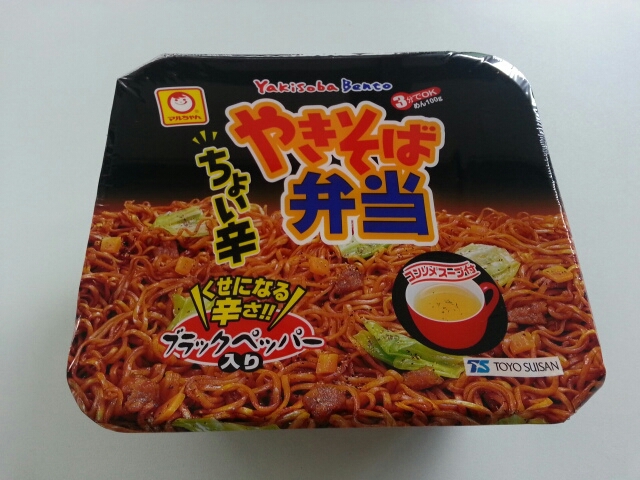 Yakisoba Bento
マルちゃん
3分でOK
めん100g
やきそば
弁当
ちょい辛
コンソメスープ付
くせになる
辛さ!!
ブラックペッパー
入り
TS TOYO SUISAN